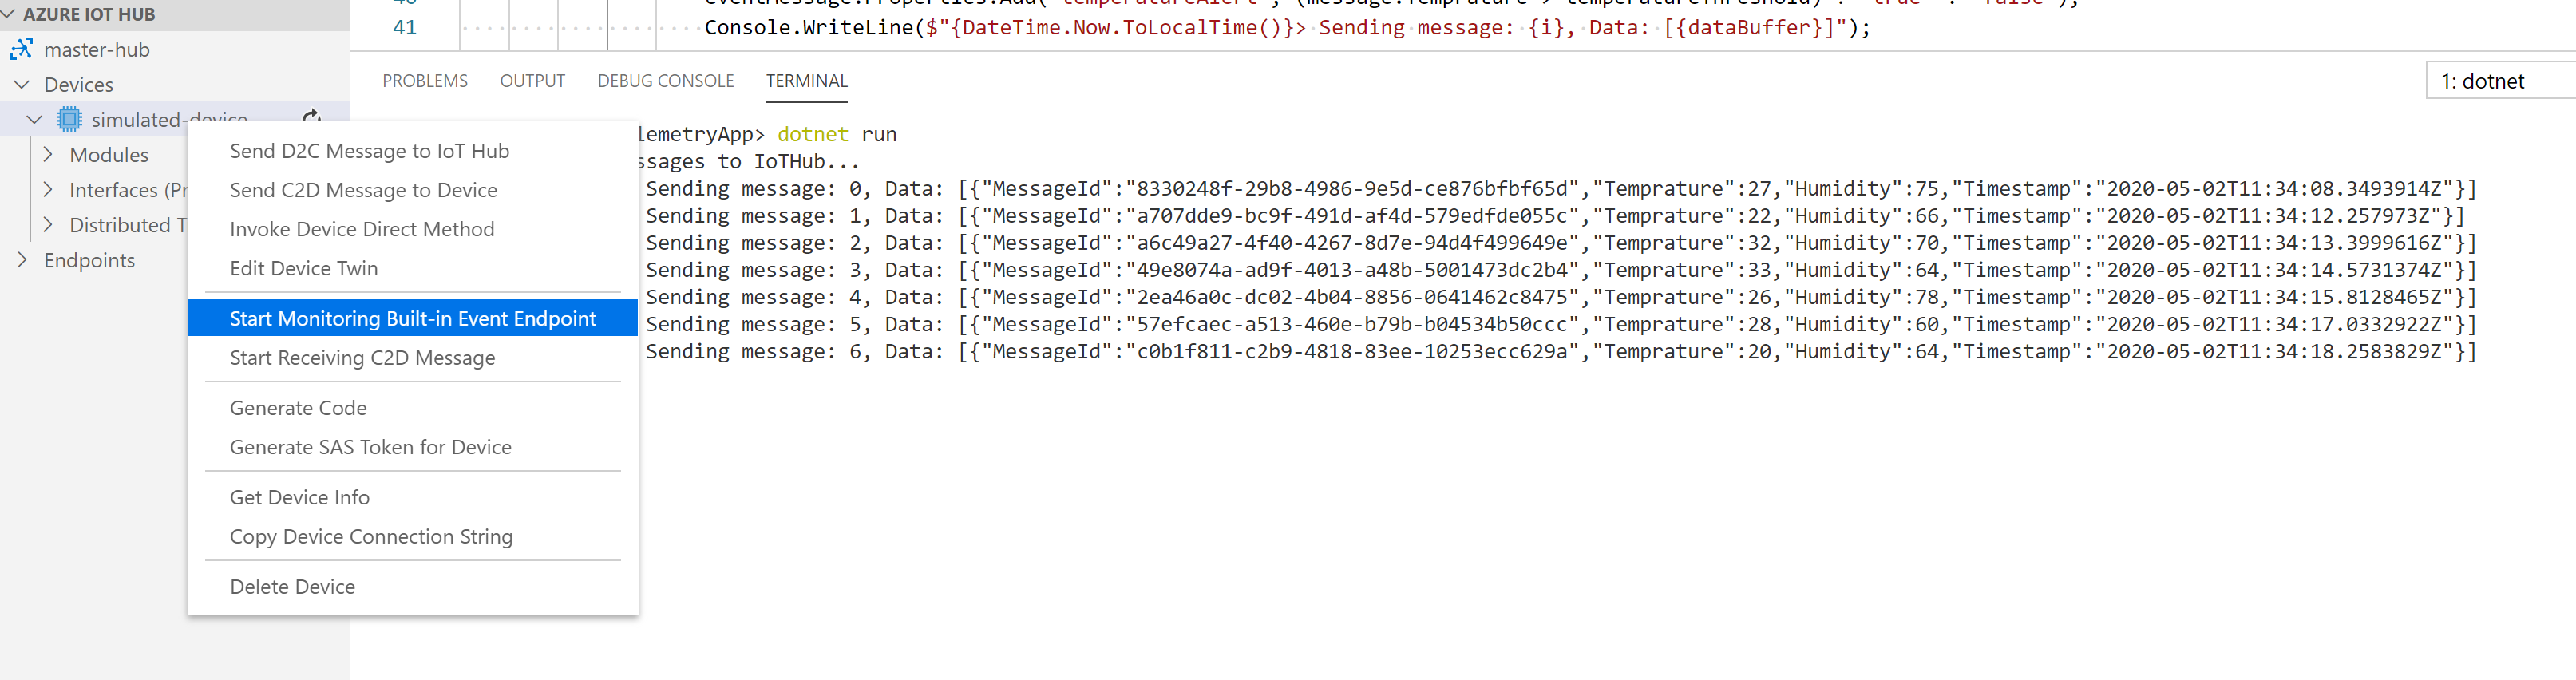 AZURE IOT HUB
master-hub
Devices
simulated-device
Modules
Interfaces (Pr
Distributed T
Endpoints
Send D2C Message to IoT Hub
Send C2D Message to Device
Invoke Device Direct Method
Edit Device Twin
Start Monitoring Built-in Event Endpoint
Start Receiving C2D Message
Generate Code
Generate SAS Token for Device
Get Device Info
Copy Device Connection String
Delete Device
40 eventMessage.Properties.Add("temperatureAlert", (message.Temprature > temperatureThreshold) ? "true" : "false");
41 Console.WriteLine($"{DateTime.Now.ToLocalTime()}> Sending message: {i}, Data: [{dataBuffer}]");
PROBLEMS OUTPUT DEBUG CONSOLE TERMINAL
1: dotnet
lemetryApp> dotnet run
ssages to IoTHub...
Sending message: 0, Data: [{"MessageId":"8330248f-29b8-4986-9e5d-ce876bfbf65d","Temprature":27,"Humidity":75,"Timestamp":"2020-05-02T11:34:08.3493914Z"}]
Sending message: 1, Data: [{"MessageId":"a707dde9-bc9f-491d-af4d-579edfde055c","Temprature":22,"Humidity":66,"Timestamp":"2020-05-02T11:34:12.257973Z"}]
Sending message: 2, Data: [{"MessageId":"a6c49a27-4f40-4267-8d7e-94d4f499649e","Temprature":32,"Humidity":70,"Timestamp":"2020-05-02T11:34:13.3999616Z"}]
Sending message: 3, Data: [{"MessageId":"49e8074a-ad9f-4013-a48b-5001473dc2b4","Temprature":33,"Humidity":64,"Timestamp":"2020-05-02T11:34:14.5731374Z"}]
Sending message: 4, Data: [{"MessageId":"2ea46a0c-dc02-4b04-8856-0641462c8475","Temprature":26,"Humidity":78,"Timestamp":"2020-05-02T11:34:15.8128465Z"}]
Sending message: 5, Data: [{"MessageId":"57efcaec-a513-460e-b79b-b04534b50ccc","Temprature":28,"Humidity":60,"Timestamp":"2020-05-02T11:34:17.0332922Z"}]
Sending message: 6, Data: [{"MessageId":"c0b1f811-c2b9-4818-83ee-10253ecc629a","Temprature":20,"Humidity":64,"Timestamp":"2020-05-02T11:34:18.2583829Z"}]